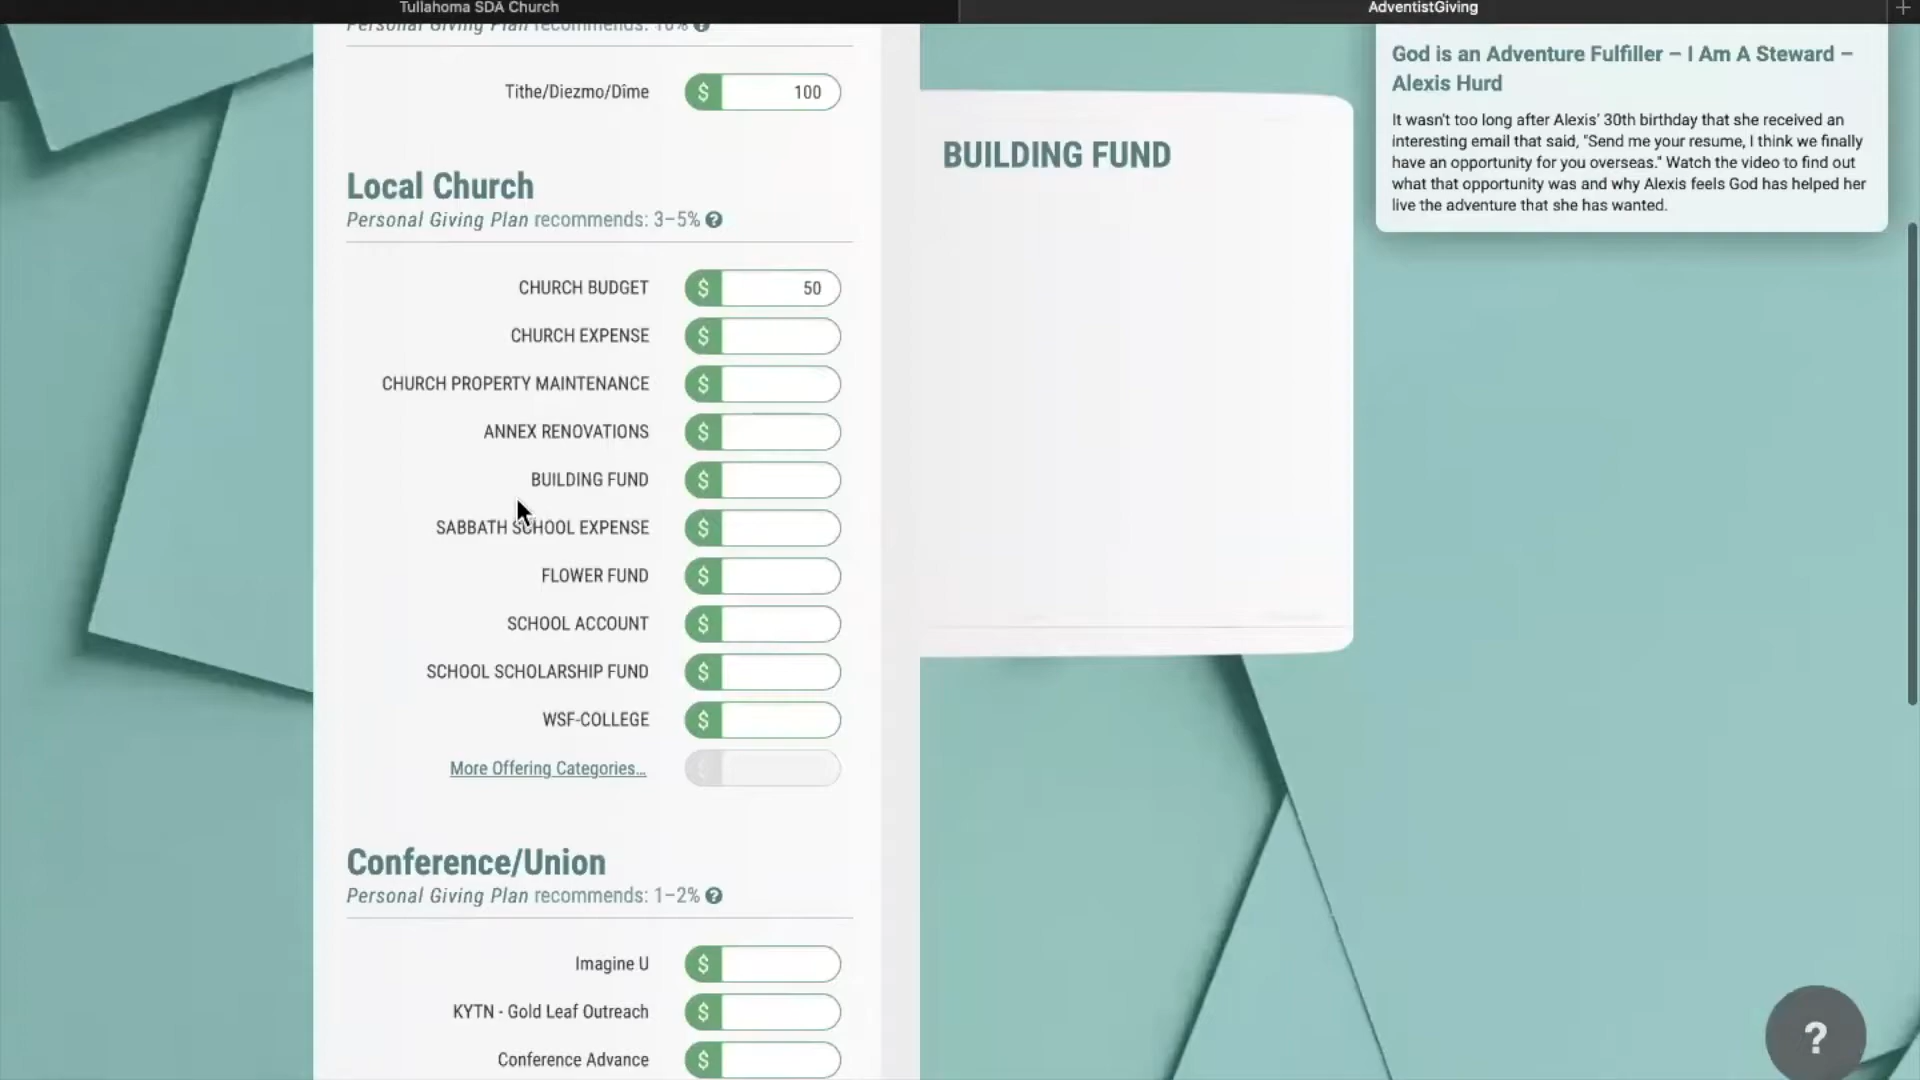 Tullahoma SDA Church
AdventistGiving
+
Personal Giving Plan recommends: 10% ?
Tithe/Diezmo/Dîme $ 100
Local Church
Personal Giving Plan recommends: 3–5% ?
CHURCH BUDGET $ 50
CHURCH EXPENSE $
CHURCH PROPERTY MAINTENANCE $
ANNEX RENOVATIONS $
BUILDING FUND $
SABBATH SCHOOL EXPENSE $
FLOWER FUND $
SCHOOL ACCOUNT $
SCHOOL SCHOLARSHIP FUND $
WSF-COLLEGE $
More Offering Categories...
Conference/Union
Personal Giving Plan recommends: 1–2% ?
Imagine U $
KYTN - Gold Leaf Outreach $
Conference Advance $
BUILDING FUND
God is an Adventure Fulfiller – I Am A Steward –
Alexis Hurd
It wasn't too long after Alexis' 30th birthday that she received an
interesting email that said, "Send me your resume, I think we finally
have an opportunity for you overseas." Watch the video to find out
what that opportunity was and why Alexis feels God has helped her
live the adventure that she has wanted.
?